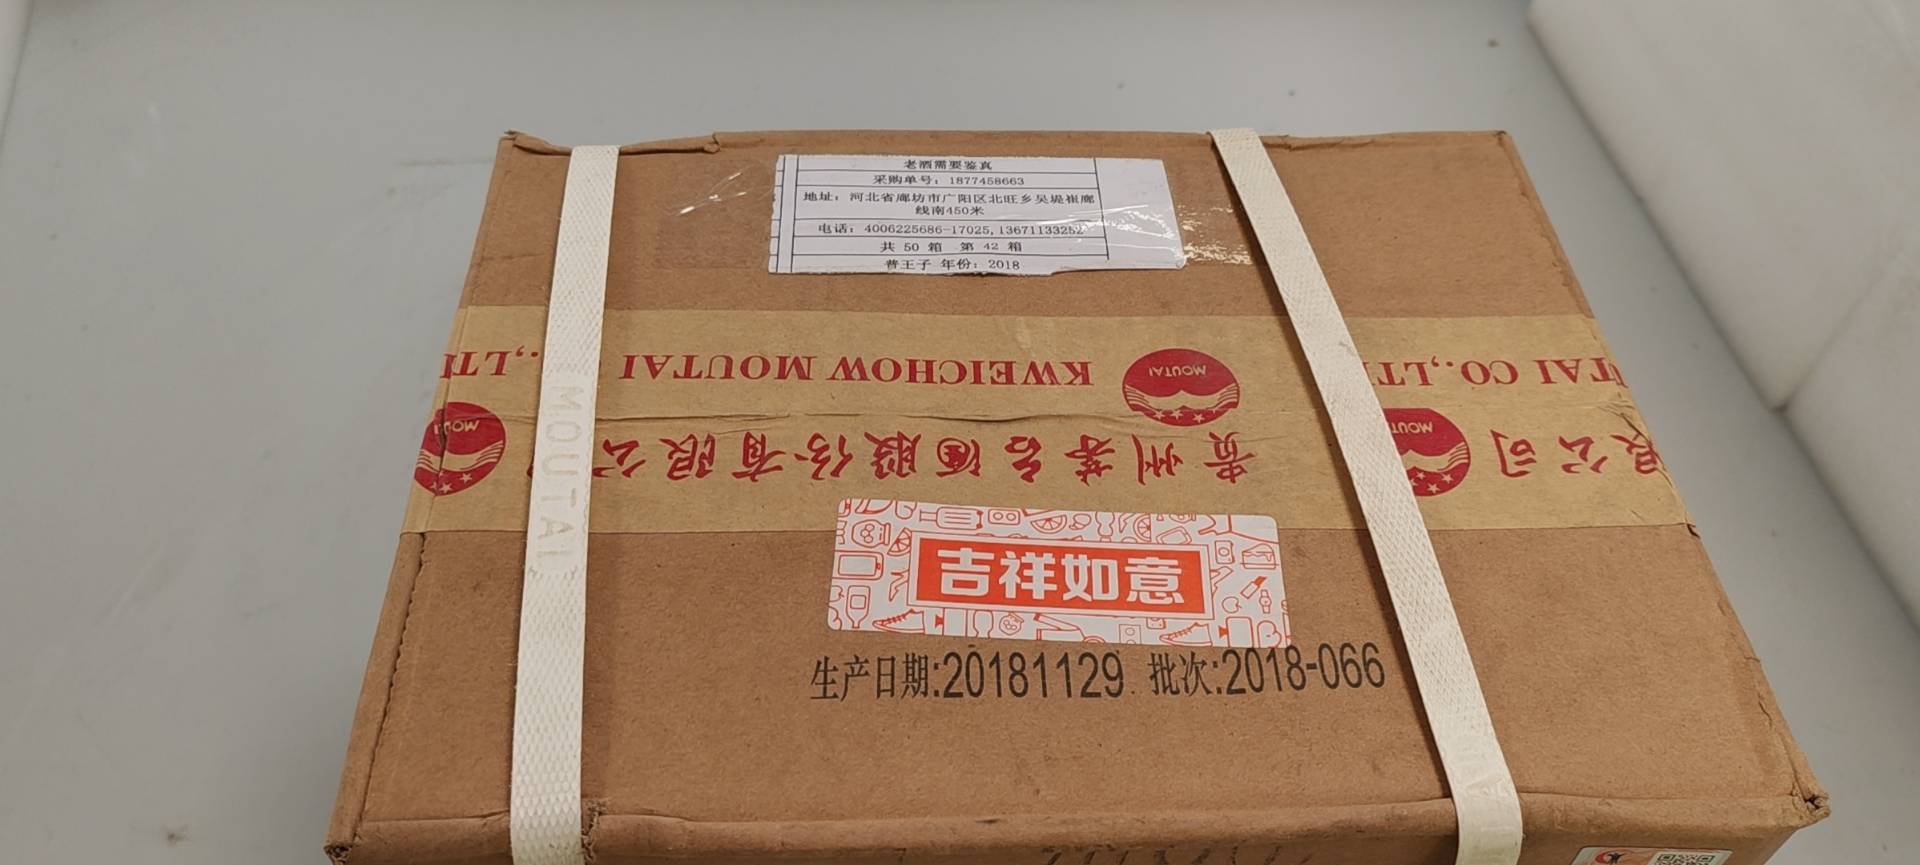 老酒需要鉴真
采购单号：1877458663
地址：河北省廊坊市广阳区北旺乡吴堤崔廊
线南450米
电话：4006225686-17025,13671133252
共 50 箱 第 42 箱
普王子 年份：2018
KWEICHOW MOUTAI
TAI CO.,LT
MOUTAI
贵州茅台酒股份有限公
公司
MOUTAI
MOUTAI
吉祥如意
生产日期:20181129 批次:2018-066